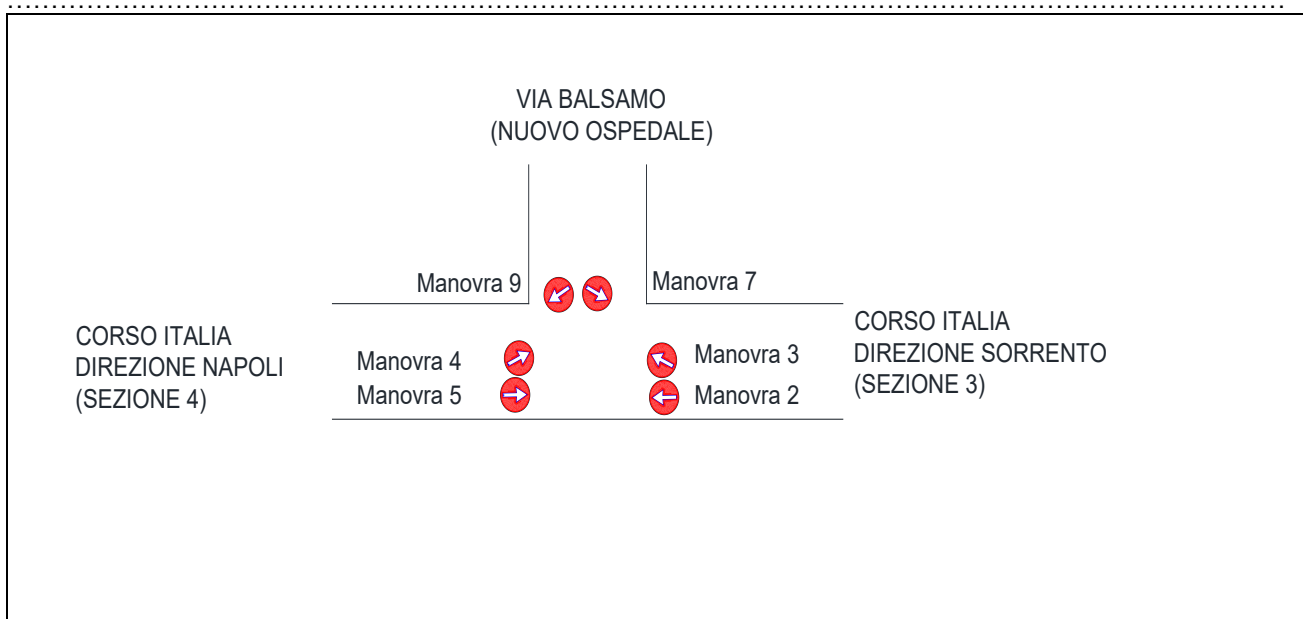 VIA BALSAMO
(NUOVO OSPEDALE)
Manovra 9
Manovra 7
CORSO ITALIA
DIREZIONE NAPOLI
(SEZIONE 4)
Manovra 4
Manovra 5
Manovra 3
Manovra 2
CORSO ITALIA
DIREZIONE SORRENTO
(SEZIONE 3)